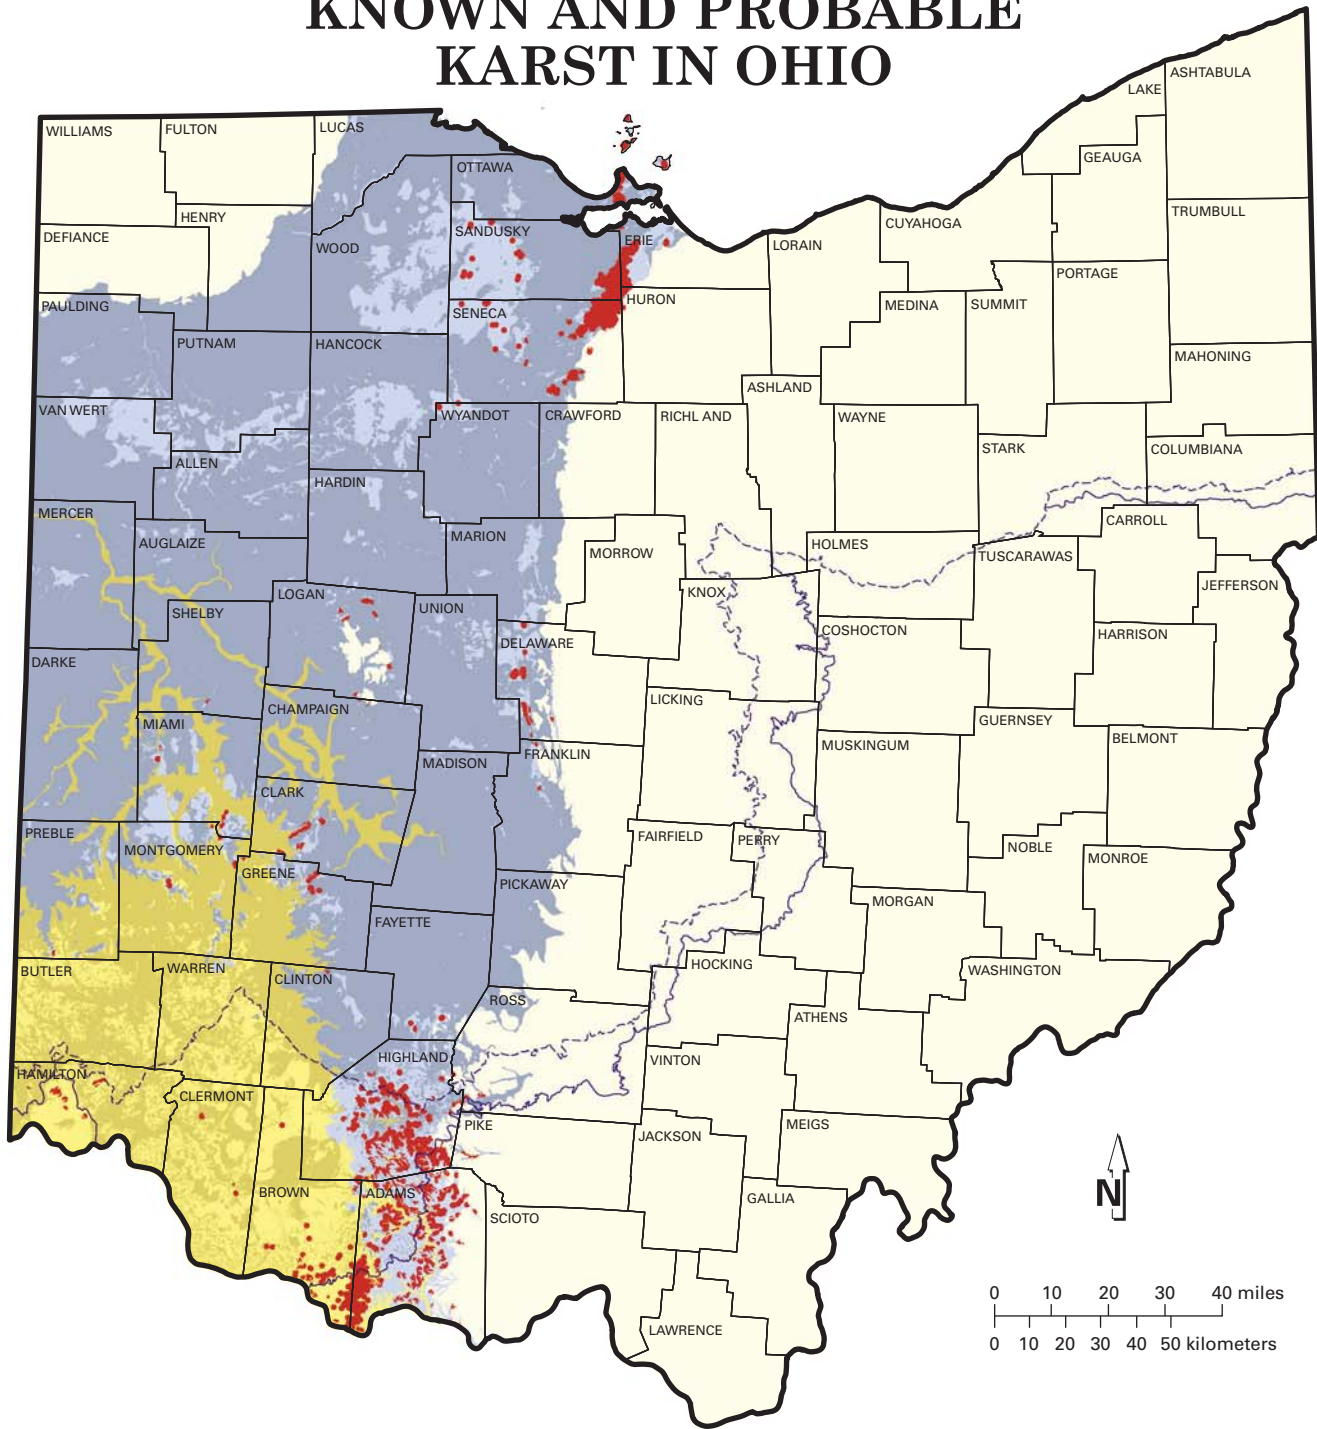 KNOWN AND PROBABLE
KARST IN OHIO
ASHTABULA
LAKE
WILLIAMS
FULTON
LUCAS
GEAUGA
OTTAWA
TRUMBULL
HENRY
CUYAHOGA
DEFIANCE
SANDUSKY
ERIE
LORAIN
WOOD
PORTAGE
PAULDING
HURON
MEDINA
SUMMIT
SENECA
PUTNAM
HANCOCK
MAHONING
ASHLAND
VAN WERT
WYANDOT
CRAWFORD
RICHLAND
WAYNE
STARK
COLUMBIANA
ALLEN
HARDIN
MERCER
CARROLL
MARION
AUGLAIZE
HOLMES
MORROW
TUSCARAWAS
JEFFERSON
LOGAN
KNOX
UNION
SHELBY
COSHOCTON
HARRISON
DELAWARE
DARKE
LICKING
CHAMPAIGN
GUERNSEY
MIAMI
BELMONT
MUSKINGUM
FRANKLIN
MADISON
CLARK
PREBLE
FAIRFIELD
PERRY
NOBLE
MONTGOMERY
MONROE
GREENE
PICKAWAY
MORGAN
FAYETTE
HOCKING
BUTLER
WARREN
WASHINGTON
CLINTON
ROSS
ATHENS
HIGHLAND
VINTON
HAMILTON
CLERMONT
PIKE
MEIGS
JACKSON
BROWN
ADAMS
GALLIA
N
SCIOTO
0 10 20 30 40 miles
LAWRENCE
0 10 20 30 40 50 kilometers